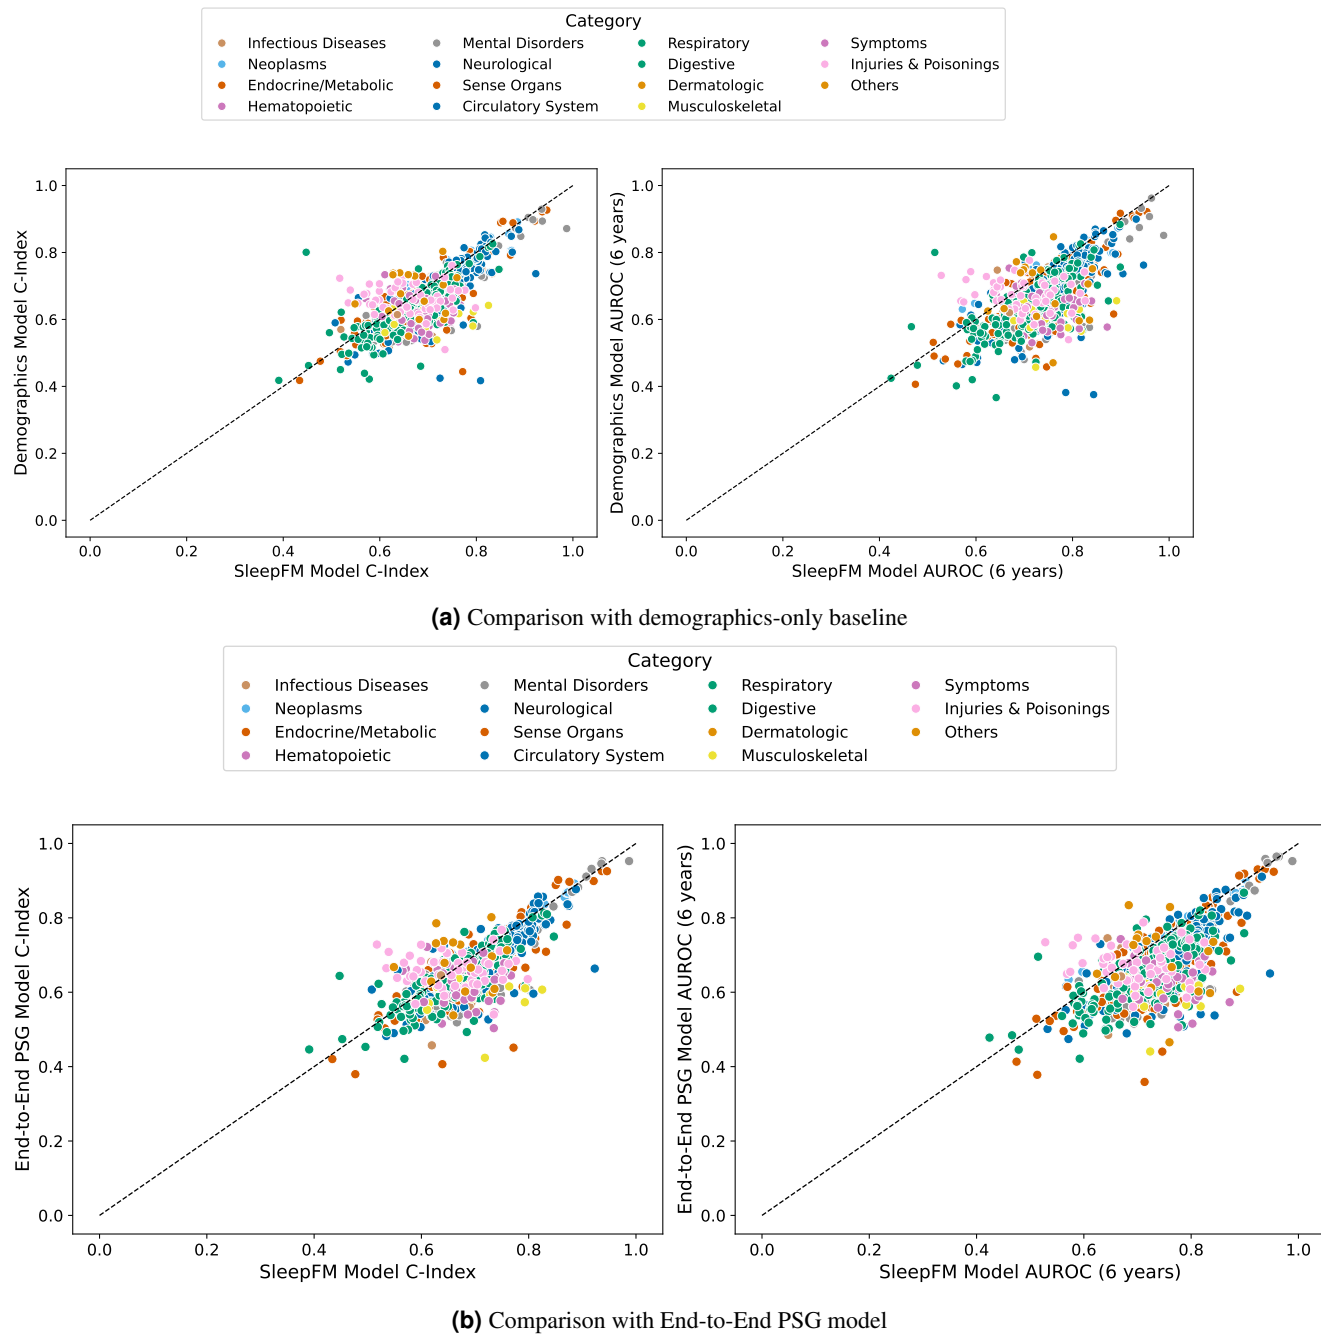 Category
Infectious Diseases Mental Disorders Respiratory Symptoms
Neoplasms Neurological Digestive Injuries & Poisonings
Endocrine/Metabolic Sense Organs Dermatologic Others
Hematopoietic Circulatory System Musculoskeletal
Demographics Model C-Index
1.0
0.8
0.6
0.4
0.2
0.0
0.0 0.2 0.4 0.6 0.8 1.0
SleepFM Model C-Index
Demographics Model AUROC (6 years)
1.0
0.8
0.6
0.4
0.2
0.0
0.0 0.2 0.4 0.6 0.8 1.0
SleepFM Model AUROC (6 years)
(a) Comparison with demographics-only baseline
Category
Infectious Diseases Mental Disorders Respiratory Symptoms
Neoplasms Neurological Digestive Injuries & Poisonings
Endocrine/Metabolic Sense Organs Dermatologic Others
Hematopoietic Circulatory System Musculoskeletal
End-to-End PSG Model C-Index
1.0
0.8
0.6
0.4
0.2
0.0
0.0 0.2 0.4 0.6 0.8 1.0
SleepFM Model C-Index
End-to-End PSG Model AUROC (6 years)
1.0
0.8
0.6
0.4
0.2
0.0
0.0 0.2 0.4 0.6 0.8 1.0
SleepFM Model AUROC (6 years)
(b) Comparison with End-to-End PSG model